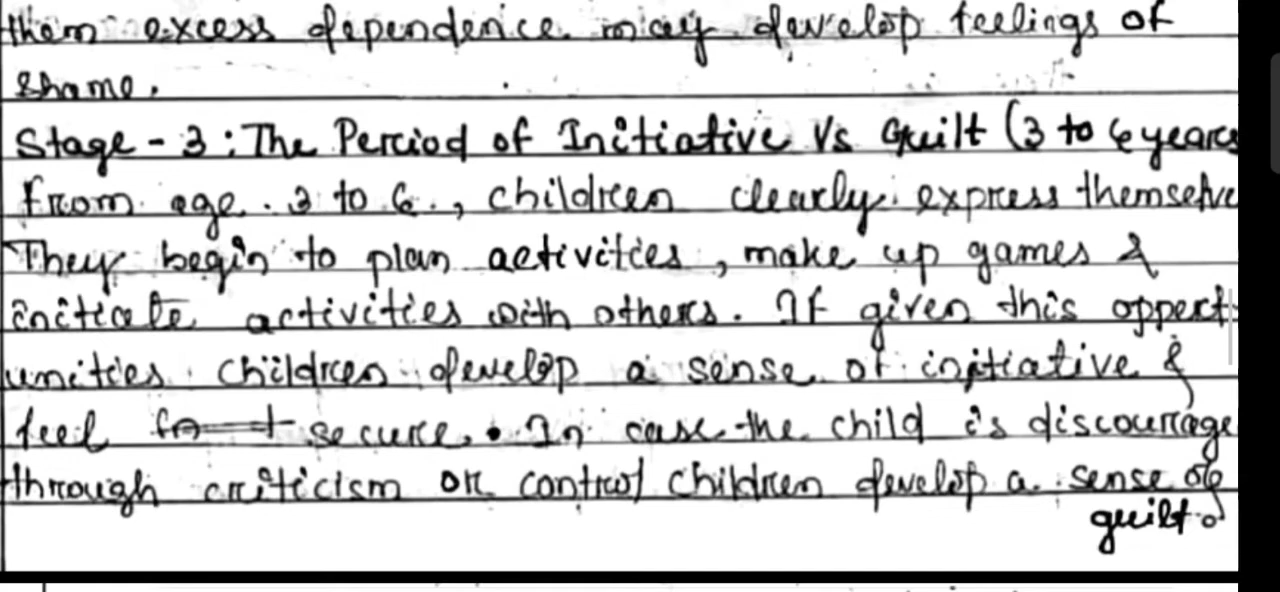 them excess dependence may develop feelings of
shame.
Stage - 3 : The Period of Initiative Vs Guilt (3 to 6 years
From age . 3 to 6 , children clearly express themselve
They begin to plan activities , make up games &
initiate activities with others . If given this opport
unities children develop a sense of initiative &
feel secure . In case the child is discourage
through criticism or control children develop a sense of
guilt.